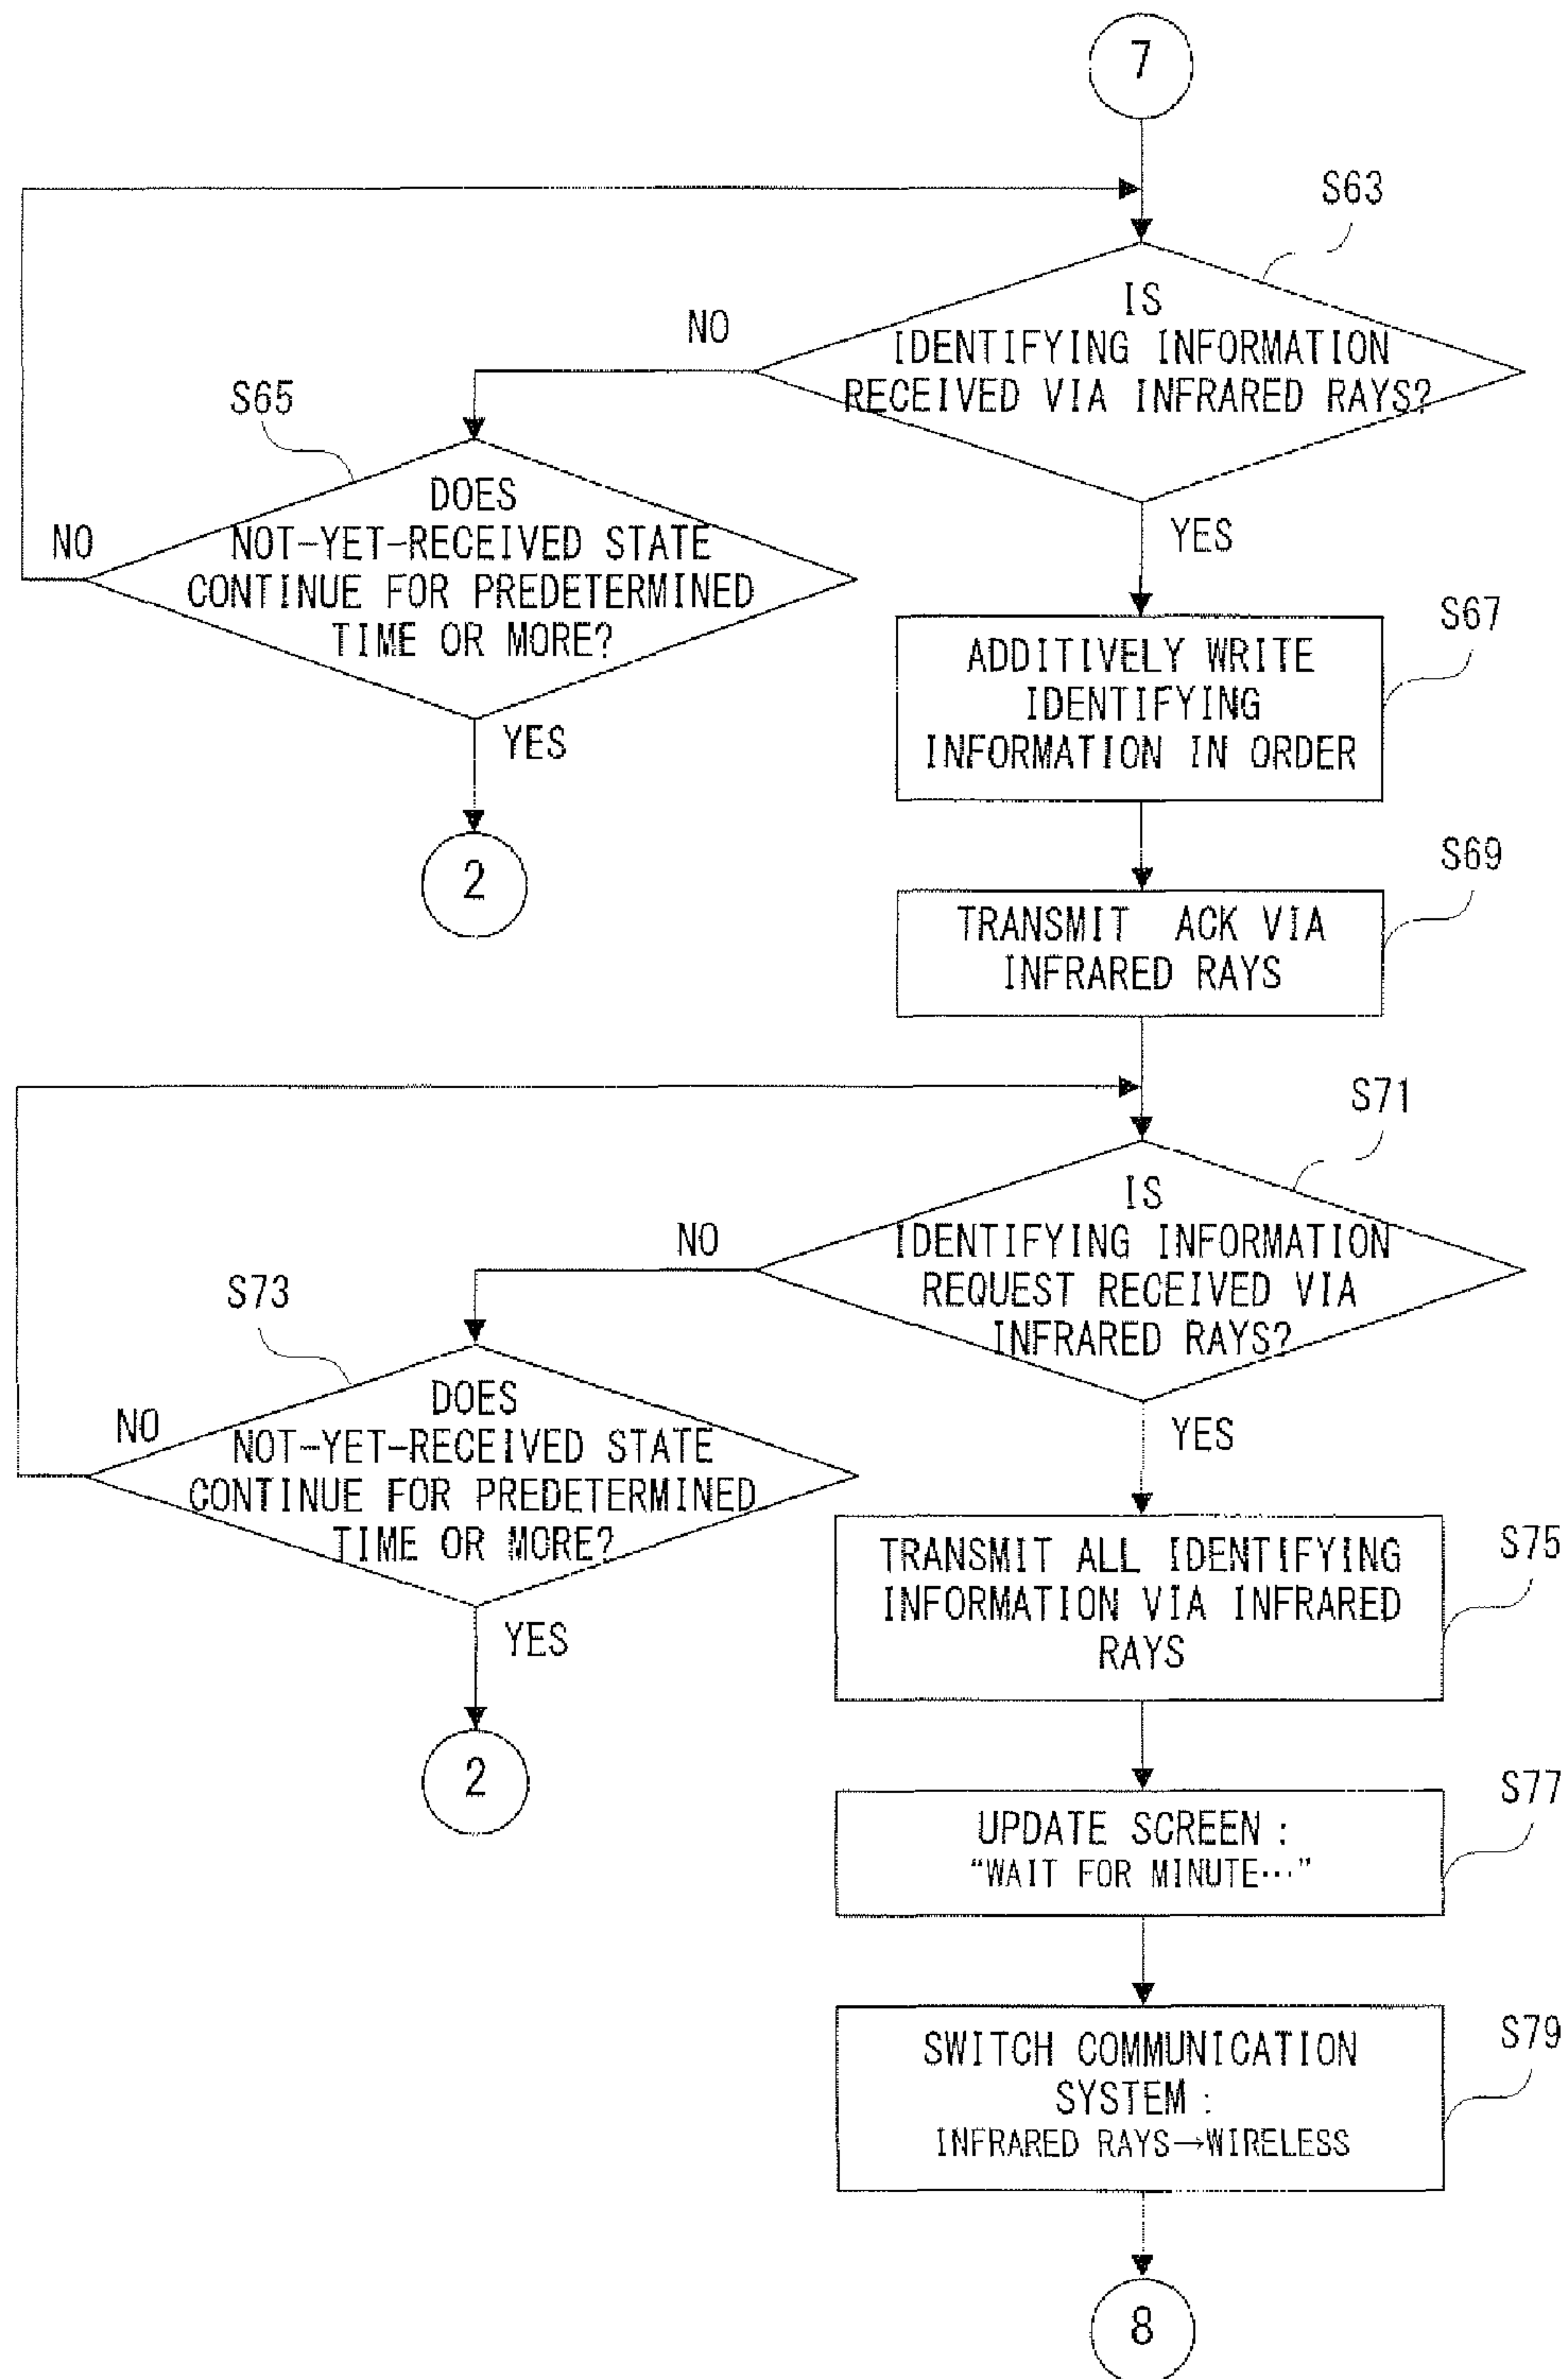 7
S63
IS
IDENTIFYING INFORMATION
RECEIVED VIA INFRARED RAYS?
NO
YES
S65
DOES
NOT-YET-RECEIVED STATE
CONTINUE FOR PREDETERMINED
TIME OR MORE?
NO
YES
2
S67
ADDITIVELY WRITE
IDENTIFYING
INFORMATION IN ORDER
S69
TRANSMIT ACK VIA
INFRARED RAYS
S71
IS
IDENTIFYING INFORMATION
REQUEST RECEIVED VIA
INFRARED RAYS?
NO
YES
S73
DOES
NOT-YET-RECEIVED STATE
CONTINUE FOR PREDETERMINED
TIME OR MORE?
NO
YES
2
S75
TRANSMIT ALL IDENTIFYING
INFORMATION VIA INFRARED
RAYS
S77
UPDATE SCREEN :
“WAIT FOR MINUTE⋯”
S79
SWITCH COMMUNICATION
SYSTEM :
INFRARED RAYS→WIRELESS
8